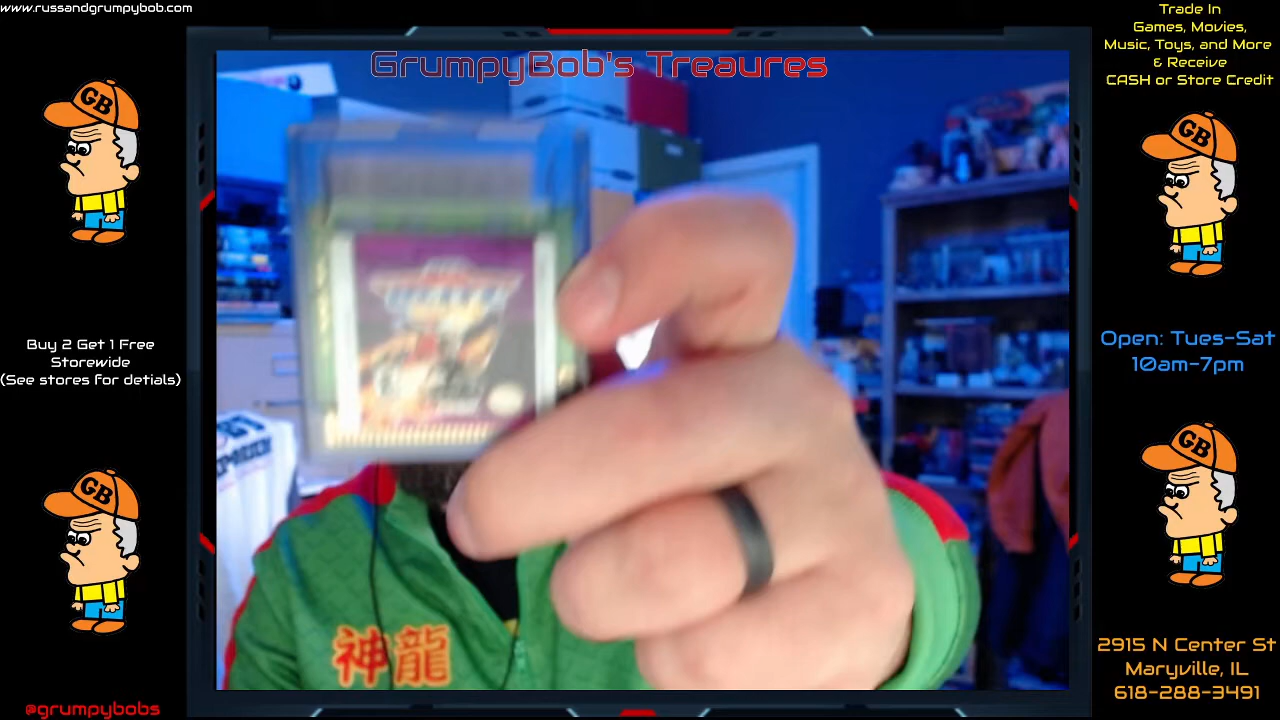 www.russandgrumpybob.com
GrumpyBob's Treaures
Trade In
Games, Movies,
Music, Toys, and More
& Receive
CASH or Store Credit
GB
GB
Buy 2 Get 1 Free
Storewide
(See stores for detials)
Open: Tues-Sat
10am-7pm
GB
GB
神龍
2915 N Center St
Maryville, IL
618-288-3491
@grumpybobs